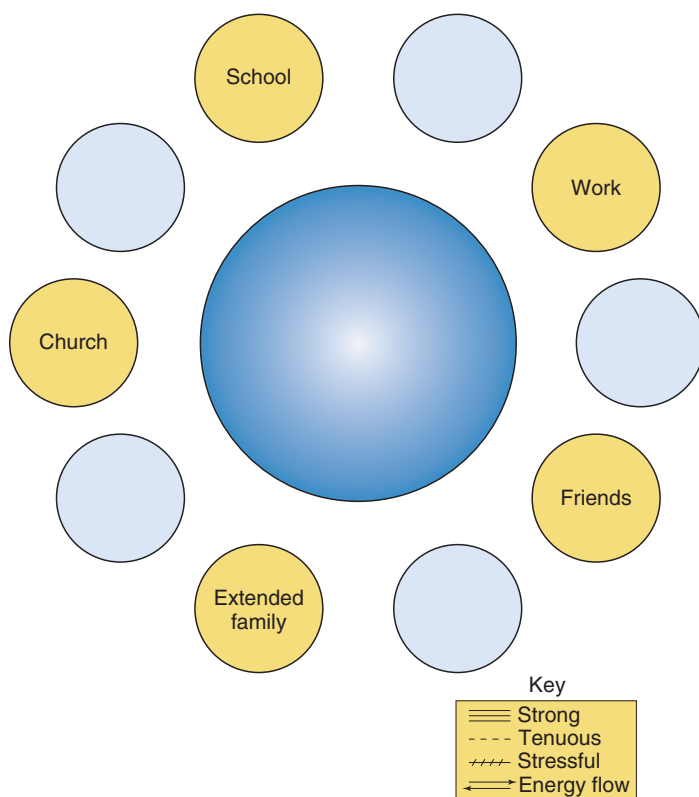 School
Work
Church
Friends
Extended
family
Key
Strong
Tenuous
Stressful
Energy flow